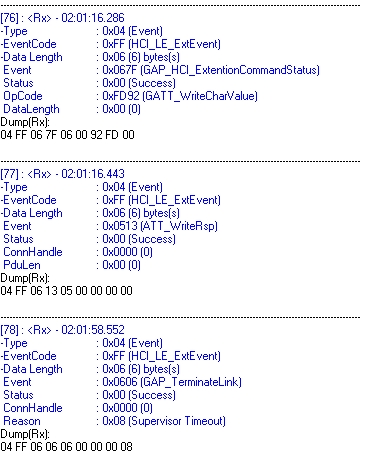 [76] : <Rx> - 02:01:16.286
-Type : 0x04 (Event)
-EventCode : 0xFF (HCI_LE_ExtEvent)
-Data Length : 0x06 (6) bytes(s)
Event : 0x067F (GAP_HCI_ExtentionCommandStatus)
Status : 0x00 (Success)
OpCode : 0xFD92 (GATT_WriteCharValue)
DataLength : 0x00 (0)
Dump(Rx):
04 FF 06 7F 06 00 92 FD 00
[77] : <Rx> - 02:01:16.443
-Type : 0x04 (Event)
-EventCode : 0xFF (HCI_LE_ExtEvent)
-Data Length : 0x06 (6) bytes(s)
Event : 0x0513 (ATT_WriteRsp)
Status : 0x00 (Success)
ConnHandle : 0x0000 (0)
PduLen : 0x00 (0)
Dump(Rx):
04 FF 06 13 05 00 00 00 00
[78] : <Rx> - 02:01:58.552
-Type : 0x04 (Event)
-EventCode : 0xFF (HCI_LE_ExtEvent)
-Data Length : 0x06 (6) bytes(s)
Event : 0x0606 (GAP_TerminateLink)
Status : 0x00 (Success)
ConnHandle : 0x0000 (0)
Reason : 0x08 (Supervisor Timeout)
Dump(Rx):
04 FF 06 06 06 00 00 00 08